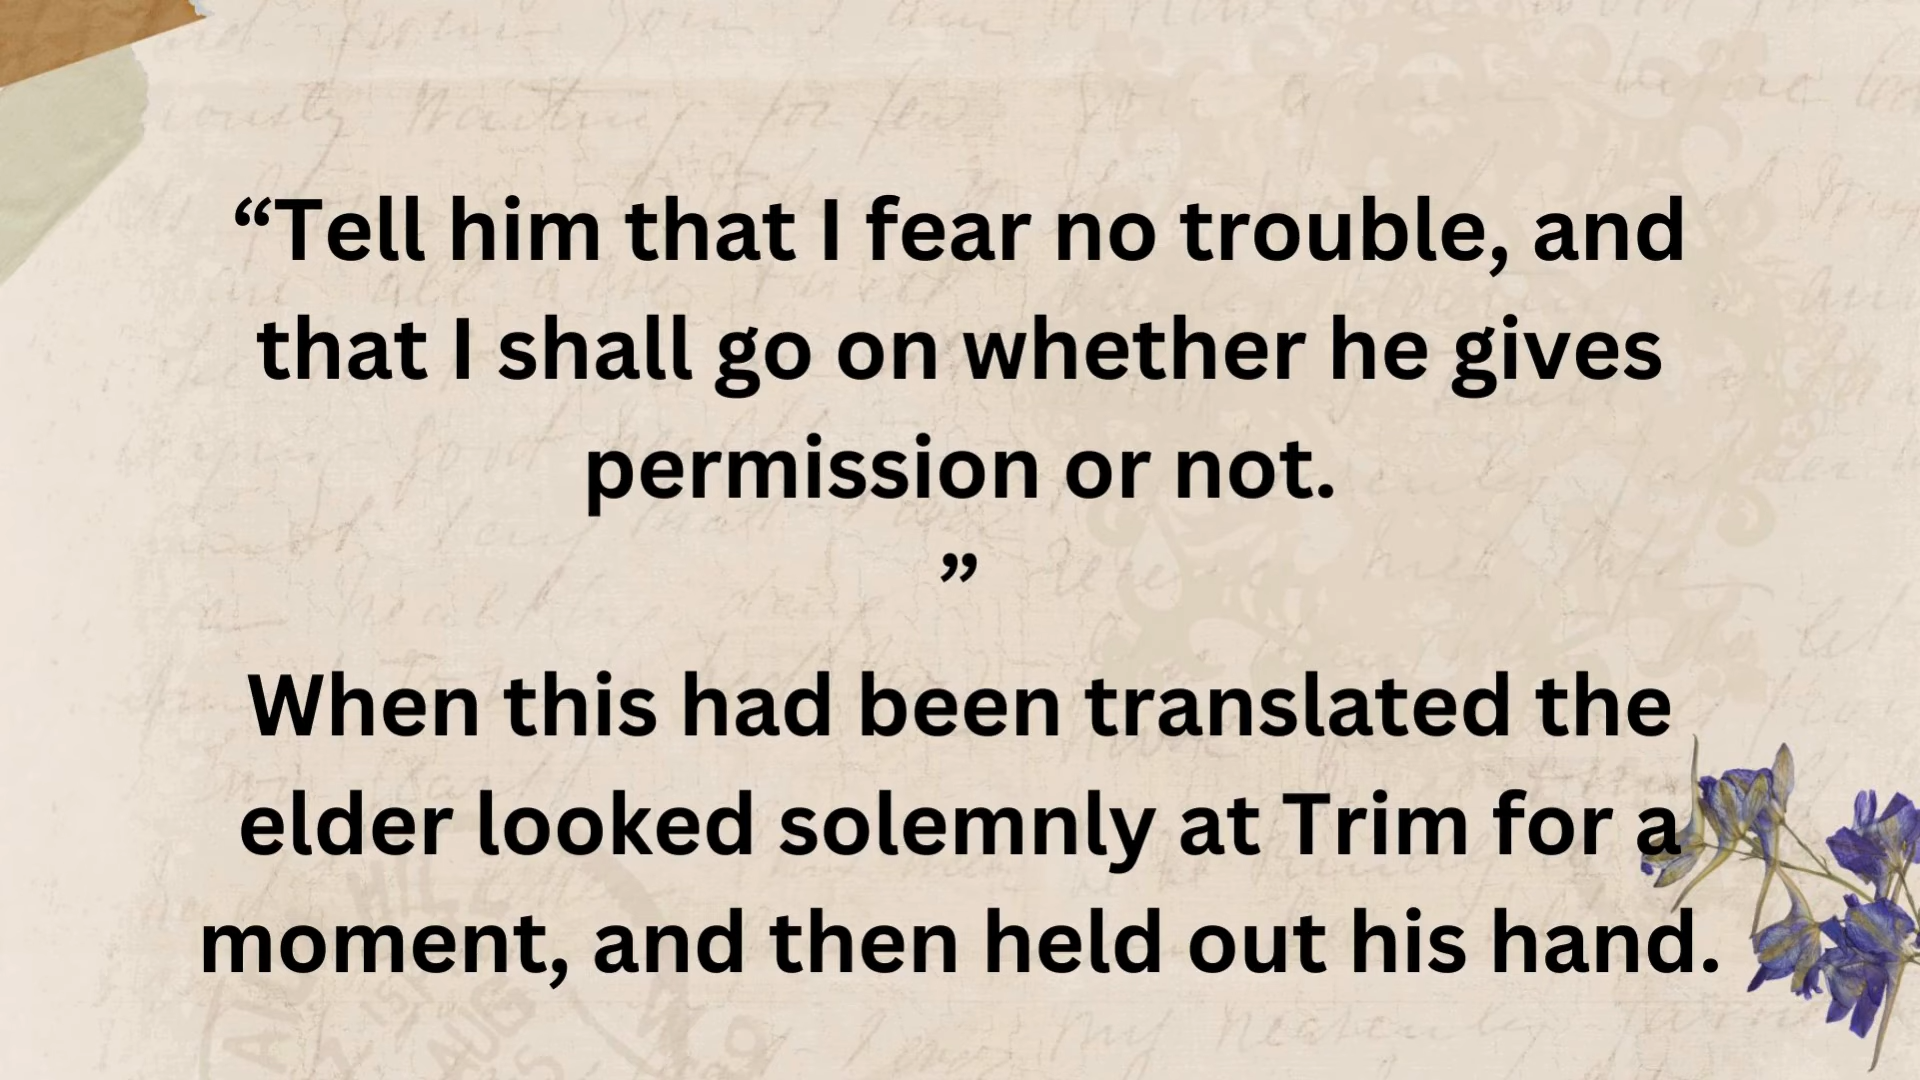 “Tell him that I fear no trouble, and
that I shall go on whether he gives
permission or not.
”
When this had been translated the
elder looked solemnly at Trim for a
moment, and then held out his hand.